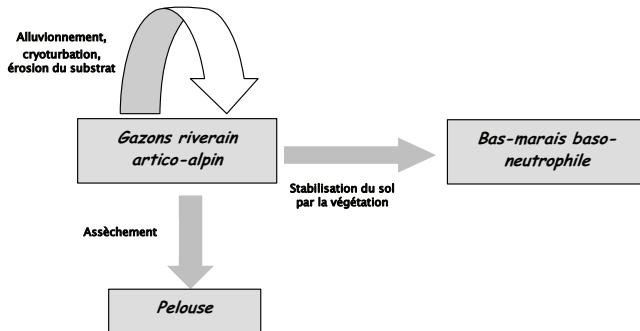 Alluvionnement,
cryoturbation,
érosion du substrat
Gazons riverain
artico-alpin
Bas-marais baso-
neutrophile
Stabilisation du sol
par la végétation
Assèchement
Pelouse